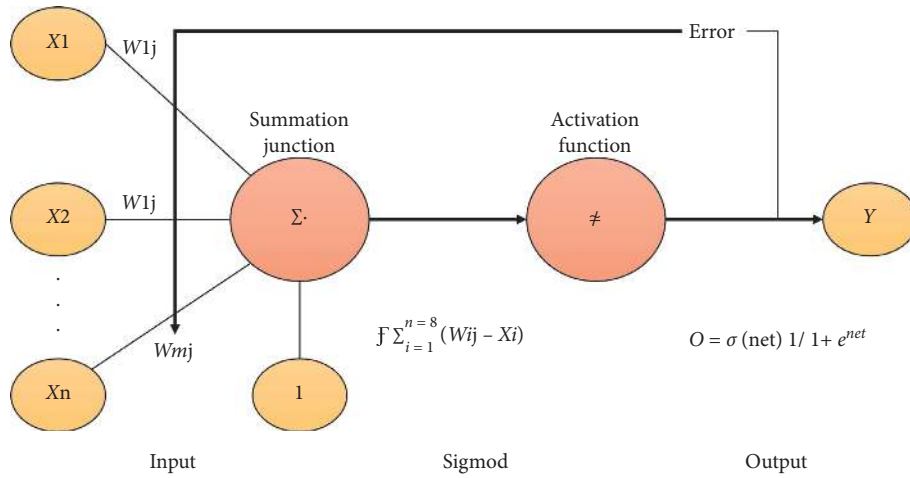 X1
W1j
Error
Summation
junction
Activation
function
X2
W1j
Σ·
≠
Y
.
.
.
Wmj
Ƒ Σ_{i = 1}^{n = 8} (Wij – Xi)
O = σ (net) 1/ 1+ e^{net}
Xn
1
Input
Sigmod
Output